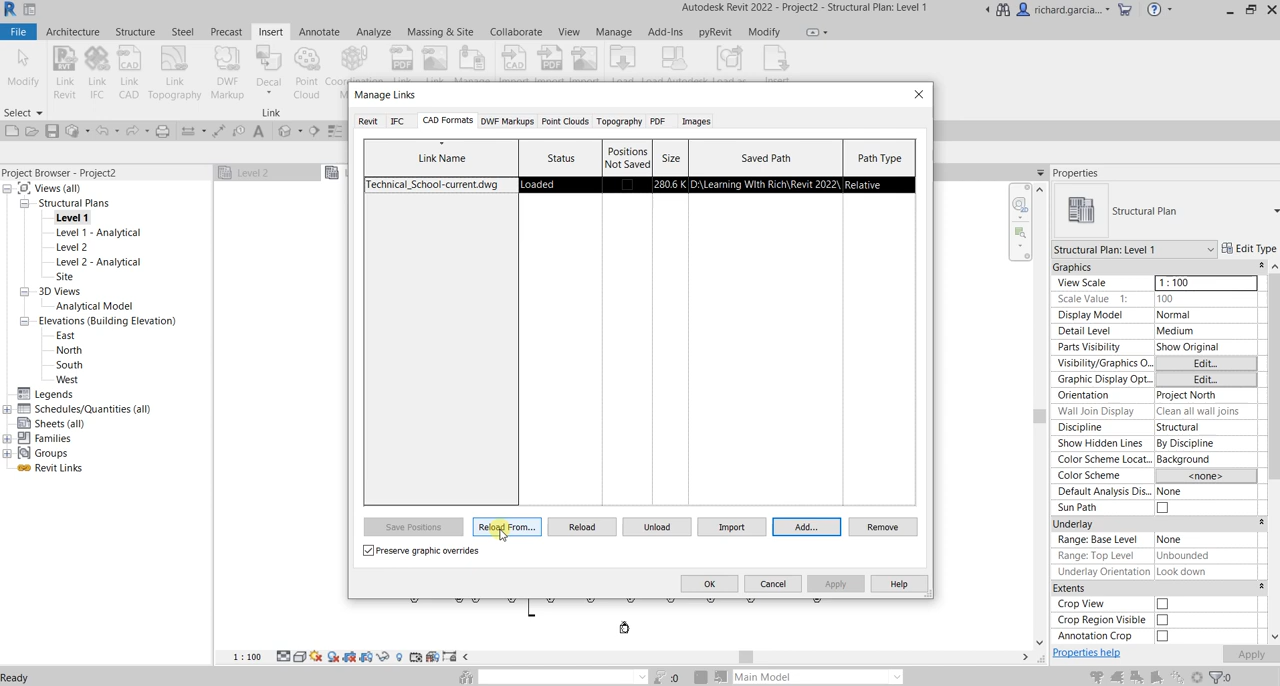 Autodesk Revit 2022 - Project2 - Structural Plan: Level 1
richard.garcia...
File Architecture Structure Steel Precast Insert Annotate Analyze Massing & Site Collaborate View Manage Add-Ins pyRevit Modify
Modify
Link Revit
Link IFC
Link CAD
Link Topography
DWF Markup
Decal
Point Cloud
Coordination
Select
Link
Manage Links
Revit IFC CAD Formats DWF Markups Point Clouds Topography PDF Images
Link Name Status Positions Not Saved Size Saved Path Path Type
Technical_School-current.dwg Loaded 280.6 K D:\Learning WIth Rich\Revit 2022\ Relative
Save Positions Reload From... Reload Unload Import Add... Remove
Preserve graphic overrides
OK Cancel Apply Help
Project Browser - Project2
Views (all)
Structural Plans
Level 1
Level 1 - Analytical
Level 2
Level 2 - Analytical
Site
3D Views
Analytical Model
Elevations (Building Elevation)
East
North
South
West
Legends
Schedules/Quantities (all)
Sheets (all)
Families
Groups
Revit Links
Level 2
Properties
Structural Plan
Structural Plan: Level 1 Edit Type
Graphics
View Scale 1 : 100
Scale Value 1: 100
Display Model Normal
Detail Level Medium
Parts Visibility Show Original
Visibility/Graphics O... Edit...
Graphic Display Opt... Edit...
Orientation Project North
Wall Join Display Clean all wall joins
Discipline Structural
Show Hidden Lines By Discipline
Color Scheme Locat... Background
Color Scheme <none>
Default Analysis Dis... None
Sun Path
Underlay
Range: Base Level None
Range: Top Level Unbounded
Underlay Orientation Look down
Extents
Crop View
Crop Region Visible
Annotation Crop
Properties help Apply
1 : 100
Ready
:0
Main Model
:0